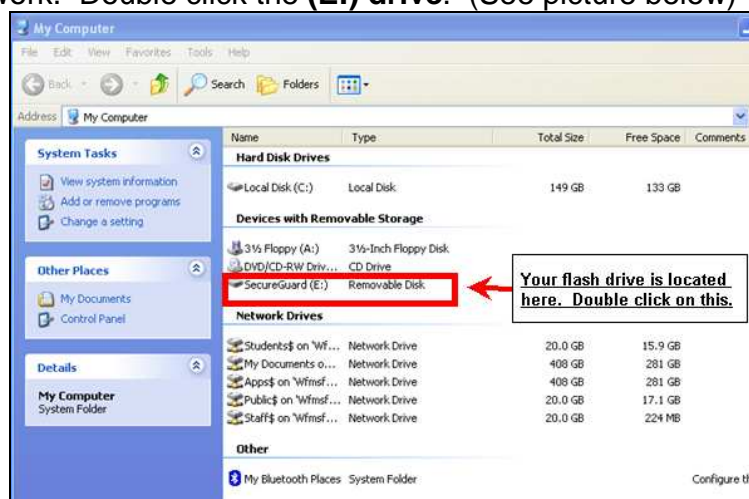 work. Double click the (E:) drive. (See picture below)
My Computer
File Edit View Favorites Tools Help
Back Search Folders
Address My Computer
Name Type Total Size Free Space Comments
System Tasks
View system information
Add or remove programs
Change a setting
Other Places
My Documents
Control Panel
Details
My Computer
System Folder
Hard Disk Drives
Local Disk (C:) Local Disk 149 GB 133 GB
Devices with Removable Storage
3½ Floppy (A:) 3½-Inch Floppy Disk
DVD/CD-RW Driv... CD Drive
SecureGuard (E:) Removable Disk
Your flash drive is located
here. Double click on this.
Network Drives
Students$ on 'Wf... Network Drive 20.0 GB 15.9 GB
My Documents o... Network Drive 408 GB 281 GB
Apps$ on 'Wfmsf... Network Drive 408 GB 281 GB
Public$ on 'Wfmsf... Network Drive 20.0 GB 17.1 GB
Staff$ on 'Wfmsf... Network Drive 20.0 GB 224 MB
Other
My Bluetooth Places System Folder Configure